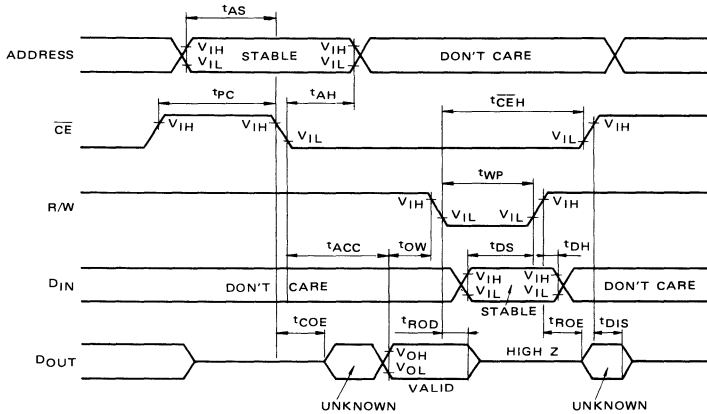 tAS
ADDRESS
VIH STABLE VIH DON'T CARE
VIL VIL
tPC tAH tCEH
CE VIH VIH VIL VIL VIH
tWP
R/W VIH VIL VIL VIH
tACC tOW tDS tDH
DIN DON'T CARE VIH VIH DON'T CARE
VIL VIL
STABLE
tCOE tROD tROE tDIS
DOUT VOH HIGH Z
VOL
VALID
UNKNOWN UNKNOWN